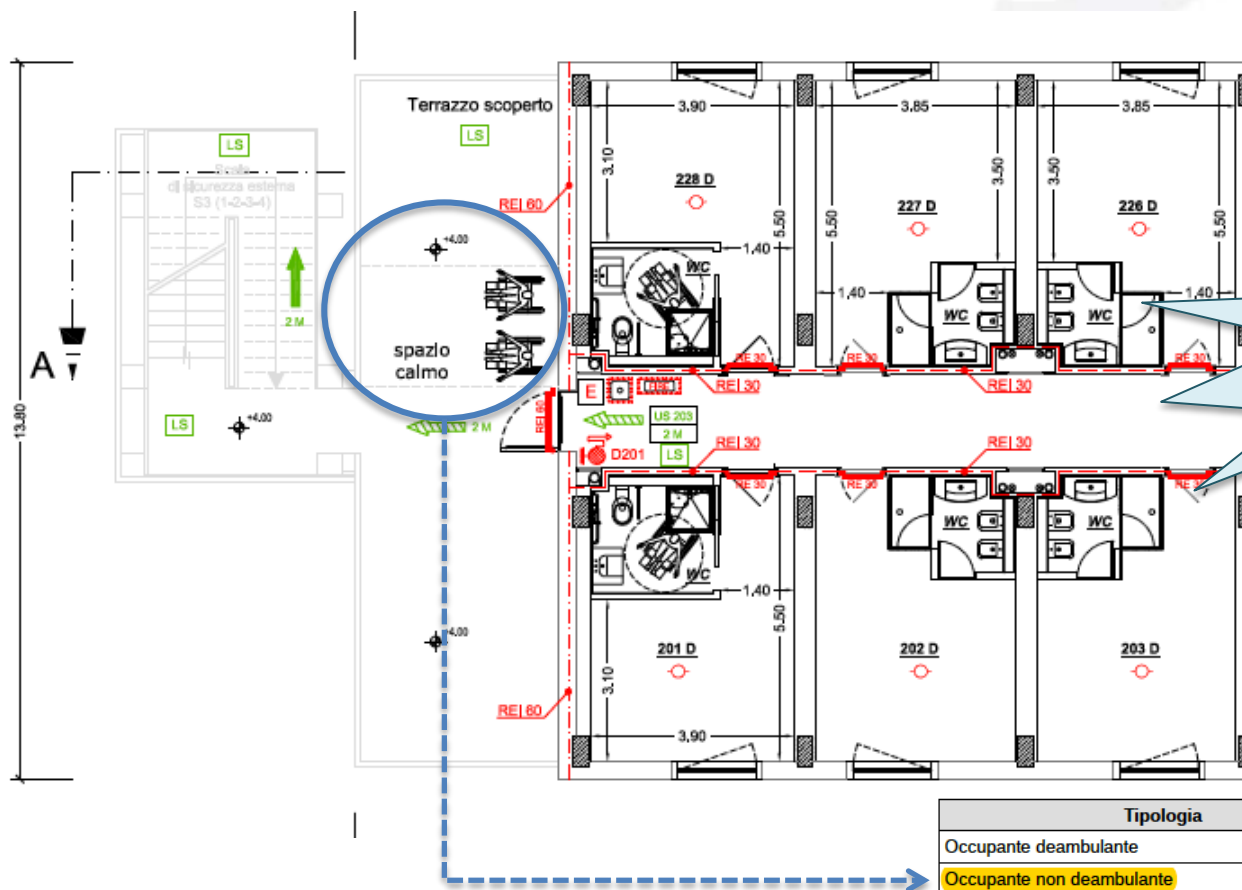 Terrazzo scoperto
LS
LS
Scala
di sicurezza esterna
S3 (1-2-3-4)
REI 60
+4.00
2 M
A
13.80
spazio
calmo
LS
+4.00
2 M
REI 60
E
US 203
2 M
LS
D201
+4.00
REI 60
3.90
3.10
5.50
228 D
1,40
WC
RE 30
REI 30
3.85
5.50
3.50
227 D
1,40
WC
RE 30
3.85
3.50
5.50
226 D
1,40
WC
RE 30
REI 30
REI 30
REI 30
RE 30
RE 30
RE 30
WC
1,40
5.50
3.10
201 D
3.90
WC
202 D
WC
203 D
Tipologia
Occupante deambulante
Occupante non deambulante